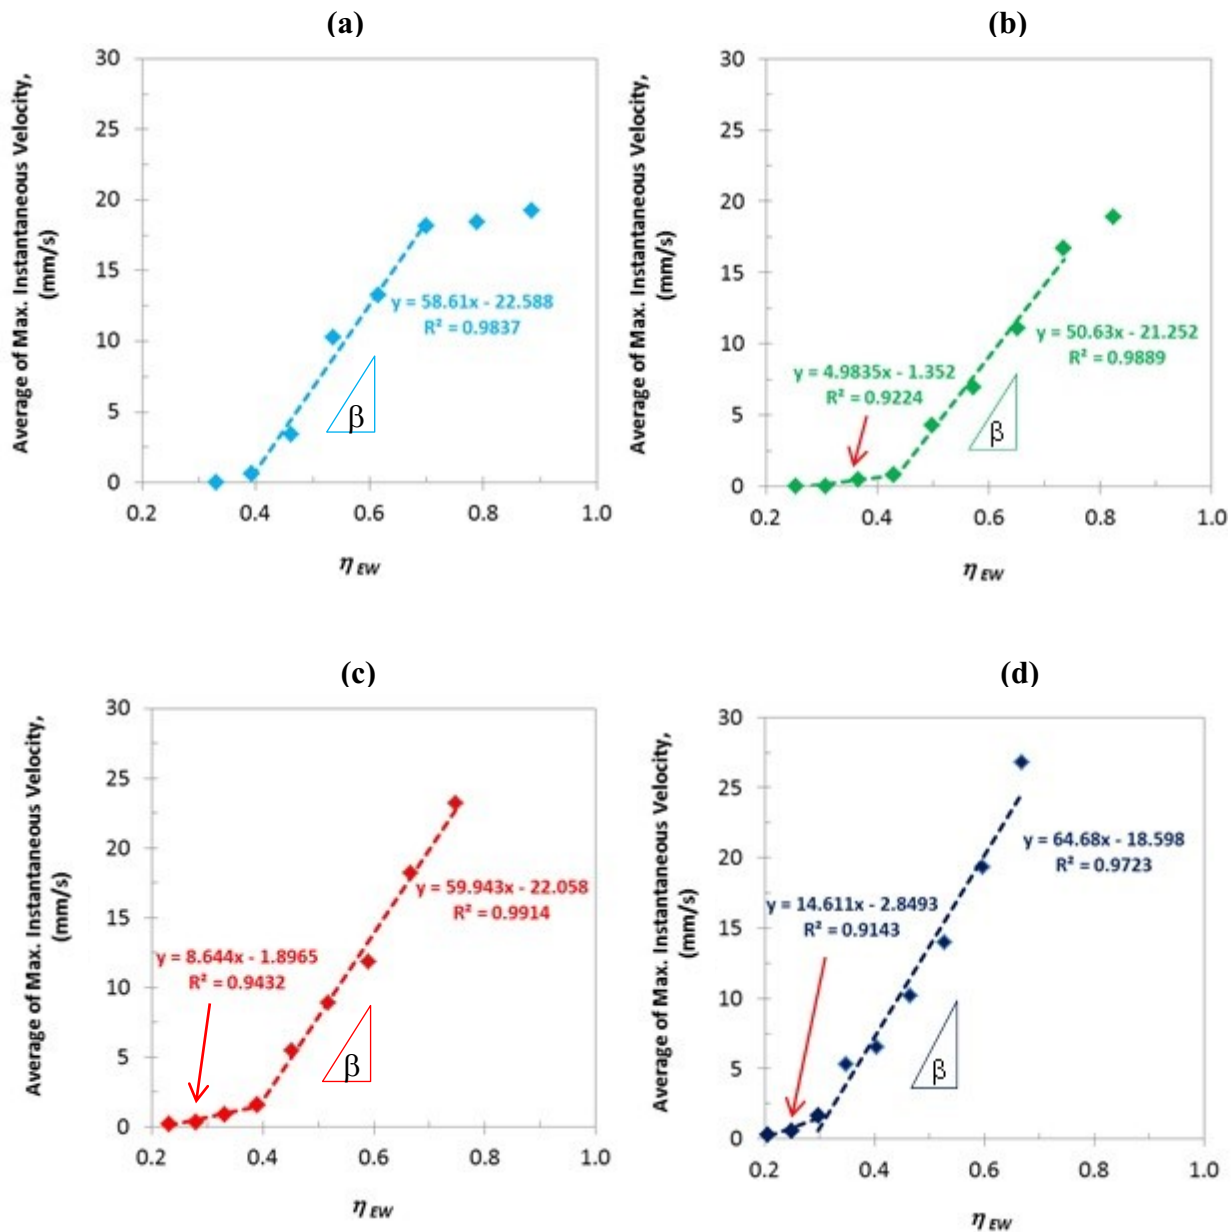 (a)
Average of Max. Instantaneous Velocity,
(mm/s)
30
25
20
15
10
5
0
y = 58.61x - 22.588
R² = 0.9837
β
0.2 0.4 0.6 0.8 1.0
η EW
(b)
Average of Max. Instantaneous Velocity,
(mm/s)
30
25
20
15
10
5
0
y = 50.63x - 21.252
R² = 0.9889
y = 4.9835x - 1.352
R² = 0.9224
β
0.2 0.4 0.6 0.8 1.0
η EW
(c)
Average of Max. Instantaneous Velocity,
(mm/s)
30
25
20
15
10
5
0
y = 59.943x - 22.058
R² = 0.9914
y = 8.644x - 1.8965
R² = 0.9432
β
0.2 0.4 0.6 0.8 1.0
η EW
(d)
Average of Max. Instantaneous Velocity,
(mm/s)
30
25
20
15
10
5
0
y = 64.68x - 18.598
R² = 0.9723
y = 14.611x - 2.8493
R² = 0.9143
β
0.2 0.4 0.6 0.8 1.0
η EW